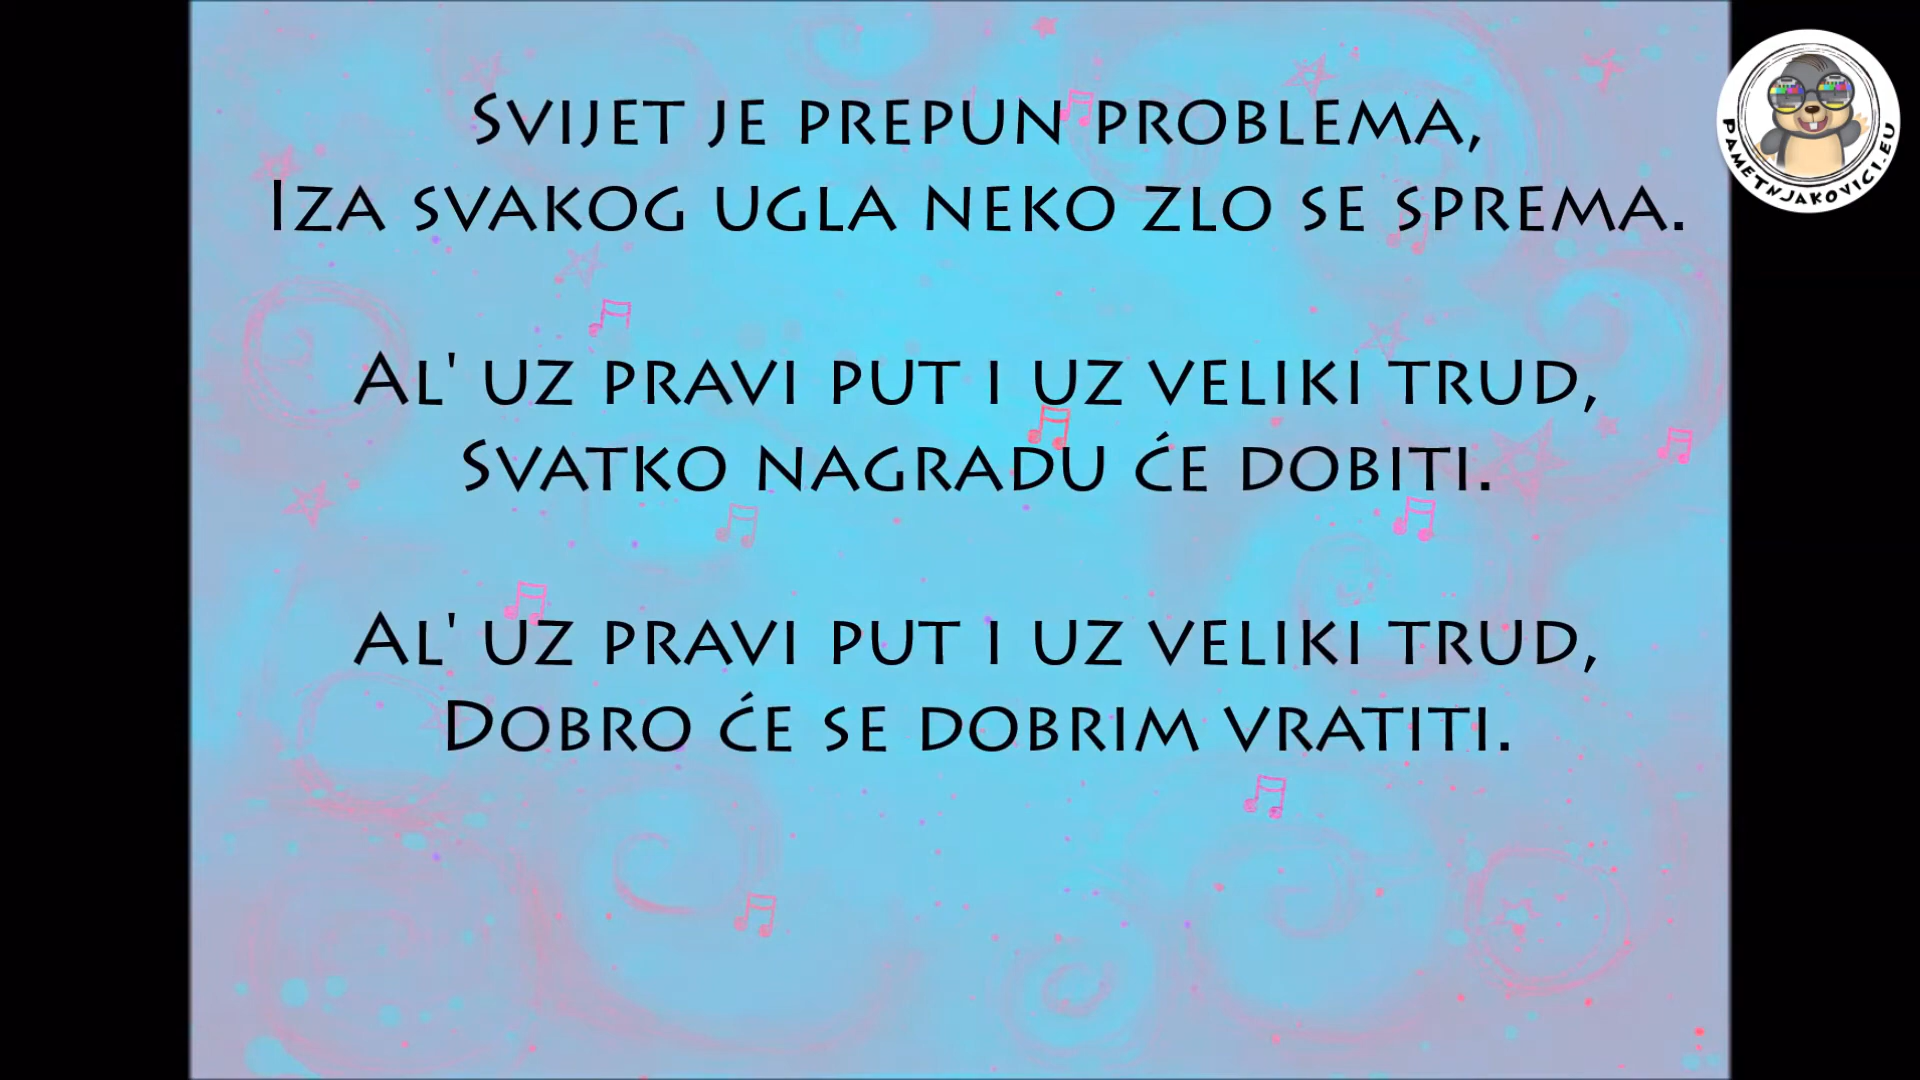 Svijet je prepun problema,
Iza svakog ugla neko zlo se sprema.
Al' uz pravi put i uz veliki trud,
Svatko nagradu će dobiti.
Al' uz pravi put i uz veliki trud,
Dobro će se dobrim vratiti.
PAMETNJAKOVICI.EU